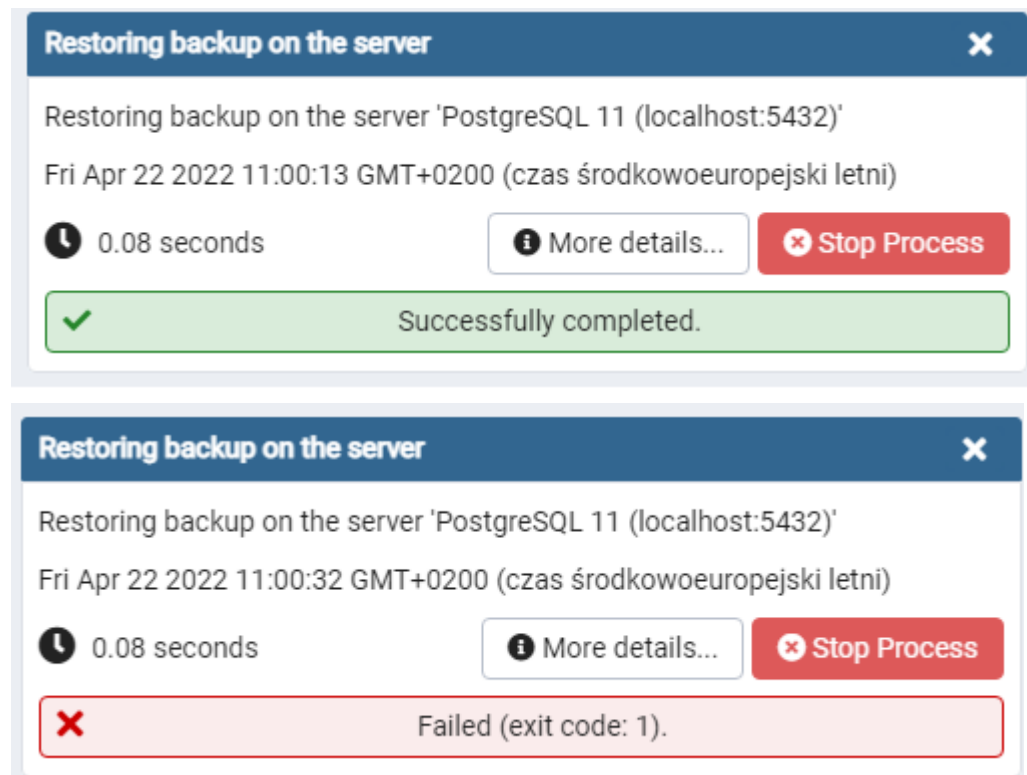 Restoring backup on the server
Restoring backup on the server 'PostgreSQL 11 (localhost:5432)'
Fri Apr 22 2022 11:00:13 GMT+0200 (czas środkowoeuropejski letni)
0.08 seconds More details... Stop Process
Successfully completed.
Restoring backup on the server
Restoring backup on the server 'PostgreSQL 11 (localhost:5432)'
Fri Apr 22 2022 11:00:32 GMT+0200 (czas środkowoeuropejski letni)
0.08 seconds More details... Stop Process
Failed (exit code: 1).